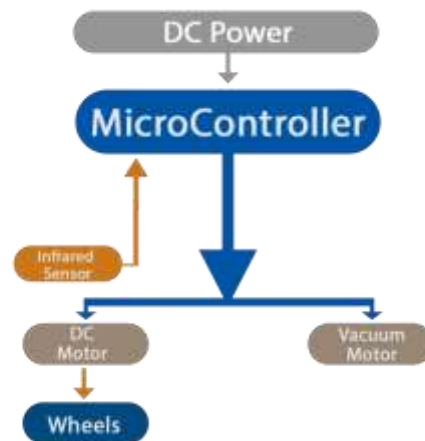 DC Power
MicroController
Infrared
Sensor
DC
Motor
Vacuum
Motor
Wheels